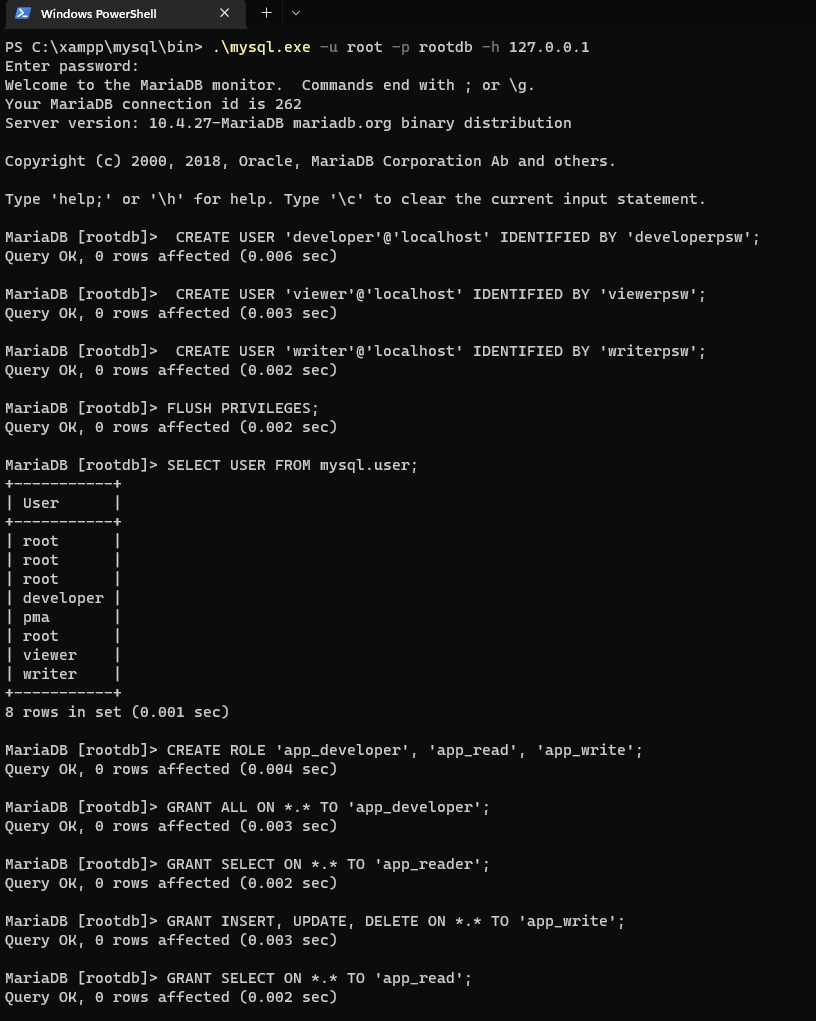 Windows PowerShell
PS C:\xampp\mysql\bin> .\mysql.exe -u root -p rootdb -h 127.0.0.1
Enter password:
Welcome to the MariaDB monitor.  Commands end with ; or \g.
Your MariaDB connection id is 262
Server version: 10.4.27-MariaDB mariadb.org binary distribution
Copyright (c) 2000, 2018, Oracle, MariaDB Corporation Ab and others.
Type 'help;' or '\h' for help. Type '\c' to clear the current input statement.
MariaDB [rootdb]>  CREATE USER 'developer'@'localhost' IDENTIFIED BY 'developerpsw';
Query OK, 0 rows affected (0.006 sec)
MariaDB [rootdb]>  CREATE USER 'viewer'@'localhost' IDENTIFIED BY 'viewerpsw';
Query OK, 0 rows affected (0.003 sec)
MariaDB [rootdb]>  CREATE USER 'writer'@'localhost' IDENTIFIED BY 'writerpsw';
Query OK, 0 rows affected (0.002 sec)
MariaDB [rootdb]> FLUSH PRIVILEGES;
Query OK, 0 rows affected (0.002 sec)
MariaDB [rootdb]> SELECT USER FROM mysql.user;
+-----------+
| User      |
+-----------+
| root      |
| root      |
| root      |
| developer |
| pma       |
| root      |
| viewer    |
| writer    |
+-----------+
8 rows in set (0.001 sec)
MariaDB [rootdb]> CREATE ROLE 'app_developer', 'app_read', 'app_write';
Query OK, 0 rows affected (0.004 sec)
MariaDB [rootdb]> GRANT ALL ON *.* TO 'app_developer';
Query OK, 0 rows affected (0.003 sec)
MariaDB [rootdb]> GRANT SELECT ON *.* TO 'app_reader';
Query OK, 0 rows affected (0.002 sec)
MariaDB [rootdb]> GRANT INSERT, UPDATE, DELETE ON *.* TO 'app_write';
Query OK, 0 rows affected (0.003 sec)
MariaDB [rootdb]> GRANT SELECT ON *.* TO 'app_read';
Query OK, 0 rows affected (0.002 sec)